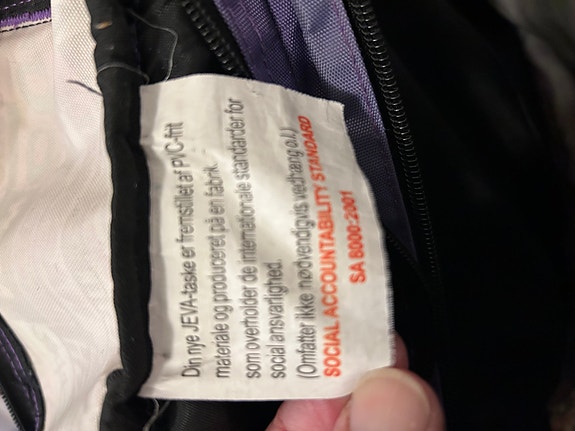 Din nye JEVA-taske er fremstillet af PVC-frit
materiale og produceret på en fabrik,
som overholder de internationale standarder for
social ansvarlighed.
(Omfatter ikke nødvendigvis vedhæng o.l.)
SOCIAL ACCOUNTABILITY STANDARD
SA 8000:2001